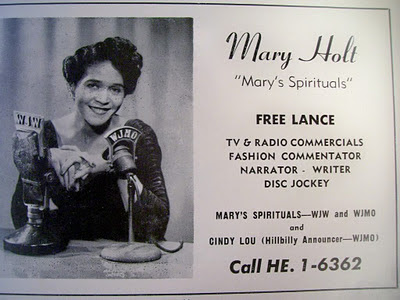 WJW
WJMO
Mary Holt
"Mary's Spirituals"
FREE LANCE
TV & RADIO COMMERCIALS
FASHION COMMENTATOR
NARRATOR - WRITER
DISC JOCKEY
MARY'S SPIRITUALS—WJW and WJMO
and
CINDY LOU (Hillbilly Announcer—WJMO)
Call HE. 1-6362